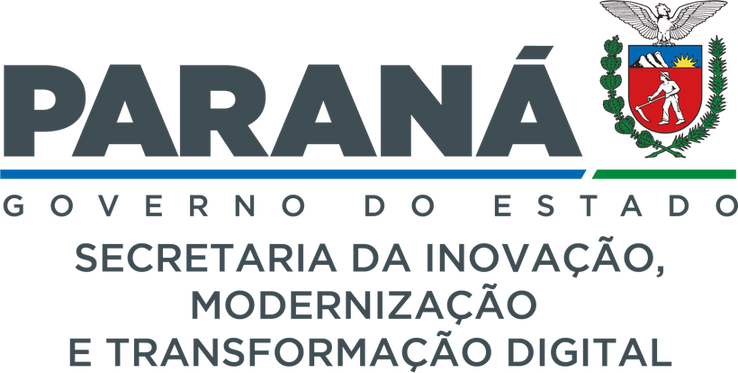 PARANÁ
GOVERNO DO ESTADO
SECRETARIA DA INOVAÇÃO,
MODERNIZAÇÃO
E TRANSFORMAÇÃO DIGITAL